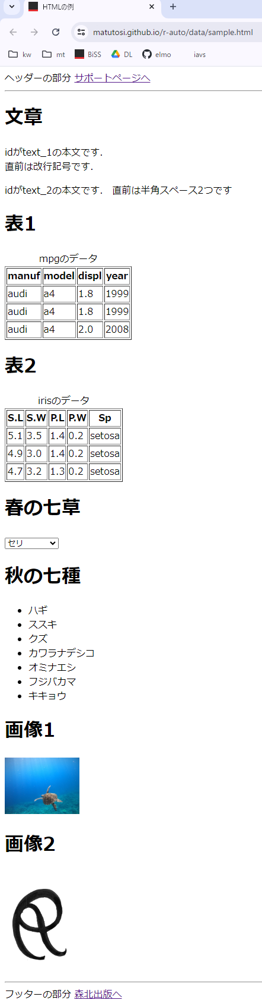 HTMLの例
matutosi.github.io/r-auto/data/sample.html
kw mt BiSS DL elmo iavs
ヘッダーの部分 サポートページへ
文章
idがtext_1の本文です.
直前は改行記号です.
idがtext_2の本文です. 直前は半角スペース2つです
表1
mpgのデータ
manuf model displ year
audi a4 1.8 1999
audi a4 1.8 1999
audi a4 2.0 2008
表2
irisのデータ
S.L S.W P.L P.W Sp
5.1 3.5 1.4 0.2 setosa
4.9 3.0 1.4 0.2 setosa
4.7 3.2 1.3 0.2 setosa
春の七草
セリ
秋の七種
ハギ
ススキ
クズ
カワラナデシコ
オミナエシ
フジバカマ
キキョウ
画像1
画像2
フッターの部分 森北出版へ